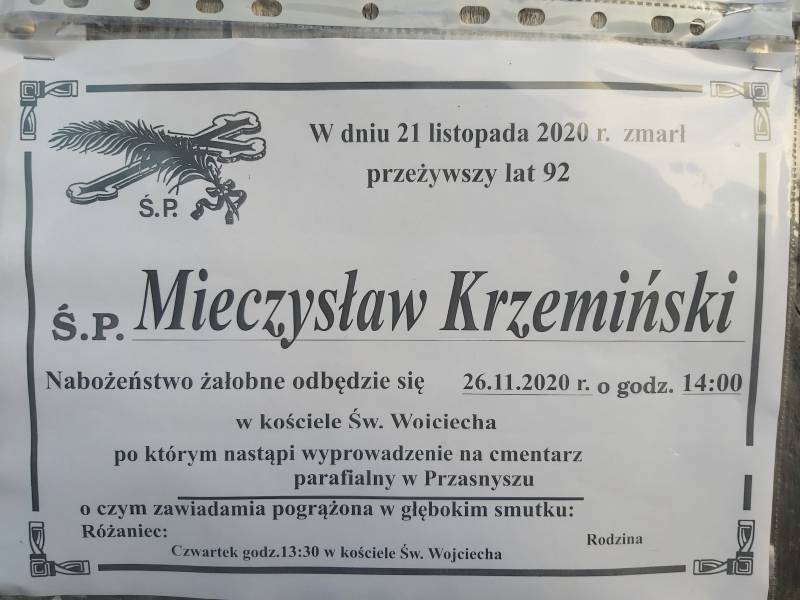 W dniu 21 listopada 2020 r. zmarł
przeżywszy lat 92
Ś.P.
Ś.P. Mieczysław Krzemiński
Nabożeństwo żałobne odbędzie się 26.11.2020 r. o godz. 14:00
w kościele Św. Woiciecha
po którym nastąpi wyprowadzenie na cmentarz
parafialny w Przasnyszu
o czym zawiadamia pogrążona w głębokim smutku:
Różaniec:
Rodzina
Czwartek godz.13:30 w kościele Św. Wojciecha